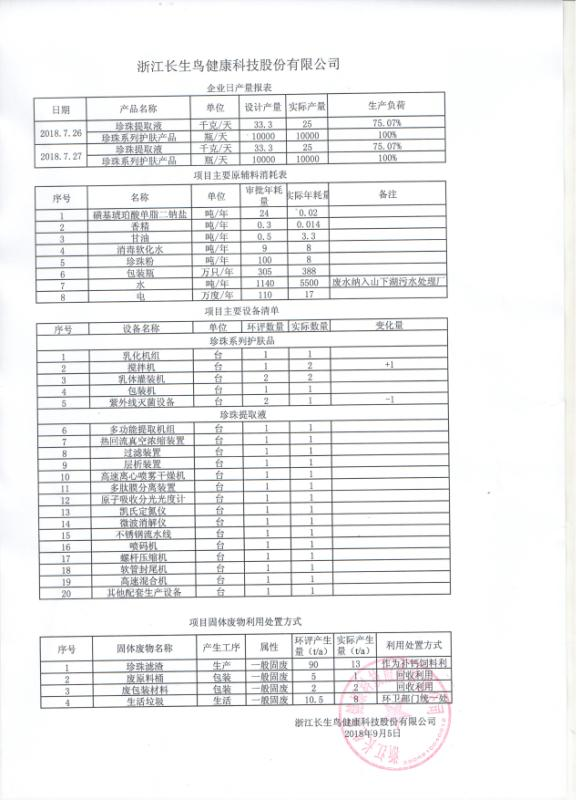 浙江长生鸟健康科技股份有限公司
企业日产量报表
日期 产品名称 单位 设计产量 实际产量 生产负荷
2018.7.26 珍珠提取液 千克/天 33.3 25 75.07%
珍珠系列护肤产品 瓶/天 10000 10000 100%
2018.7.27 珍珠提取液 千克/天 33.3 25 75.07%
珍珠系列护肤产品 瓶/天 10000 10000 100%
项目主要原辅料消耗表
序号 名称 单位 审批年耗量 实际年耗量 备注
1 磺基琥珀酸单脂二钠盐 吨/年 24 0.02
2 香精 吨/年 0.3 0.014
3 甘油 吨/年 0.5 3.3
4 消毒软化水 吨/年 9 8
5 珍珠粉 吨/年 100 8
6 包装瓶 万只/年 305 388
7 水 吨/年 1140 5500 废水纳入山下湖污水处理厂
8 电 万度/年 110 17
项目主要设备清单
序号 设备名称 单位 环评数量 实际数量 变化量
珍珠系列护肤品
1 乳化机组 台 1 1
2 搅拌机 台 1 2 +1
3 乳体灌装机 台 2 2
4 包装机 台 1 1
5 紫外线灭菌设备 台 2 1 -1
珍珠提取液
6 多功能提取机组 台 1 1
7 热回流真空浓缩装置 台 1 1
8 过滤装置 台 1 1
9 层析装置 台 1 1
10 高速离心喷雾干燥机 台 1 1
11 多肽膜分离装置 台 1 1
12 原子吸收分光光度计 台 1 1
13 凯氏定氮仪 台 1 1
14 微波消解仪 台 1 1
15 不锈钢流水线 台 1 1
16 喷码机 台 1 1
17 螺杆压缩机 台 1 1
18 软管封尾机 台 1 1
19 高速混合机 台 1 1
20 其他配套生产设备 台 1 1
项目固体废物利用处置方式
序号 固体废物名称 产生工序 属性 环评产生量（t/a） 实际产生量（t/a） 利用处置方式
1 珍珠滤渣 生产 一般固废 90 13 作为补钙饲料利
2 废原料桶 包装 一般固废 5 1 回收利用
3 废包装材料 包装 一般固废 2 2 回收利用
4 生活垃圾 生活 一般固废 10.5 8 环卫部门统一处
浙江长生鸟健康科技股份有限公司
2018年9月5日